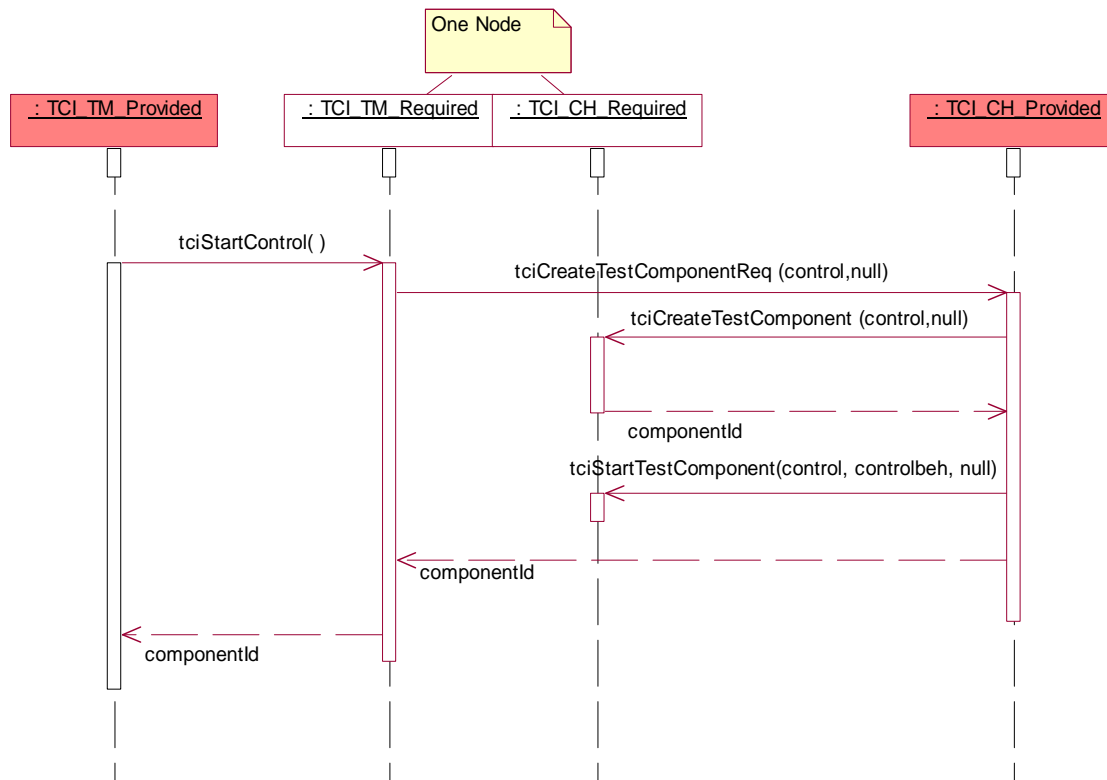 One Node
: TCI_TM_Provided
: TCI_TM_Required
: TCI_CH_Required
: TCI_CH_Provided
tciStartControl( )
tciCreateTestComponentReq (control,null)
tciCreateTestComponent (control,null)
componentId
tciStartTestComponent(control, controlbeh, null)
componentId
componentId